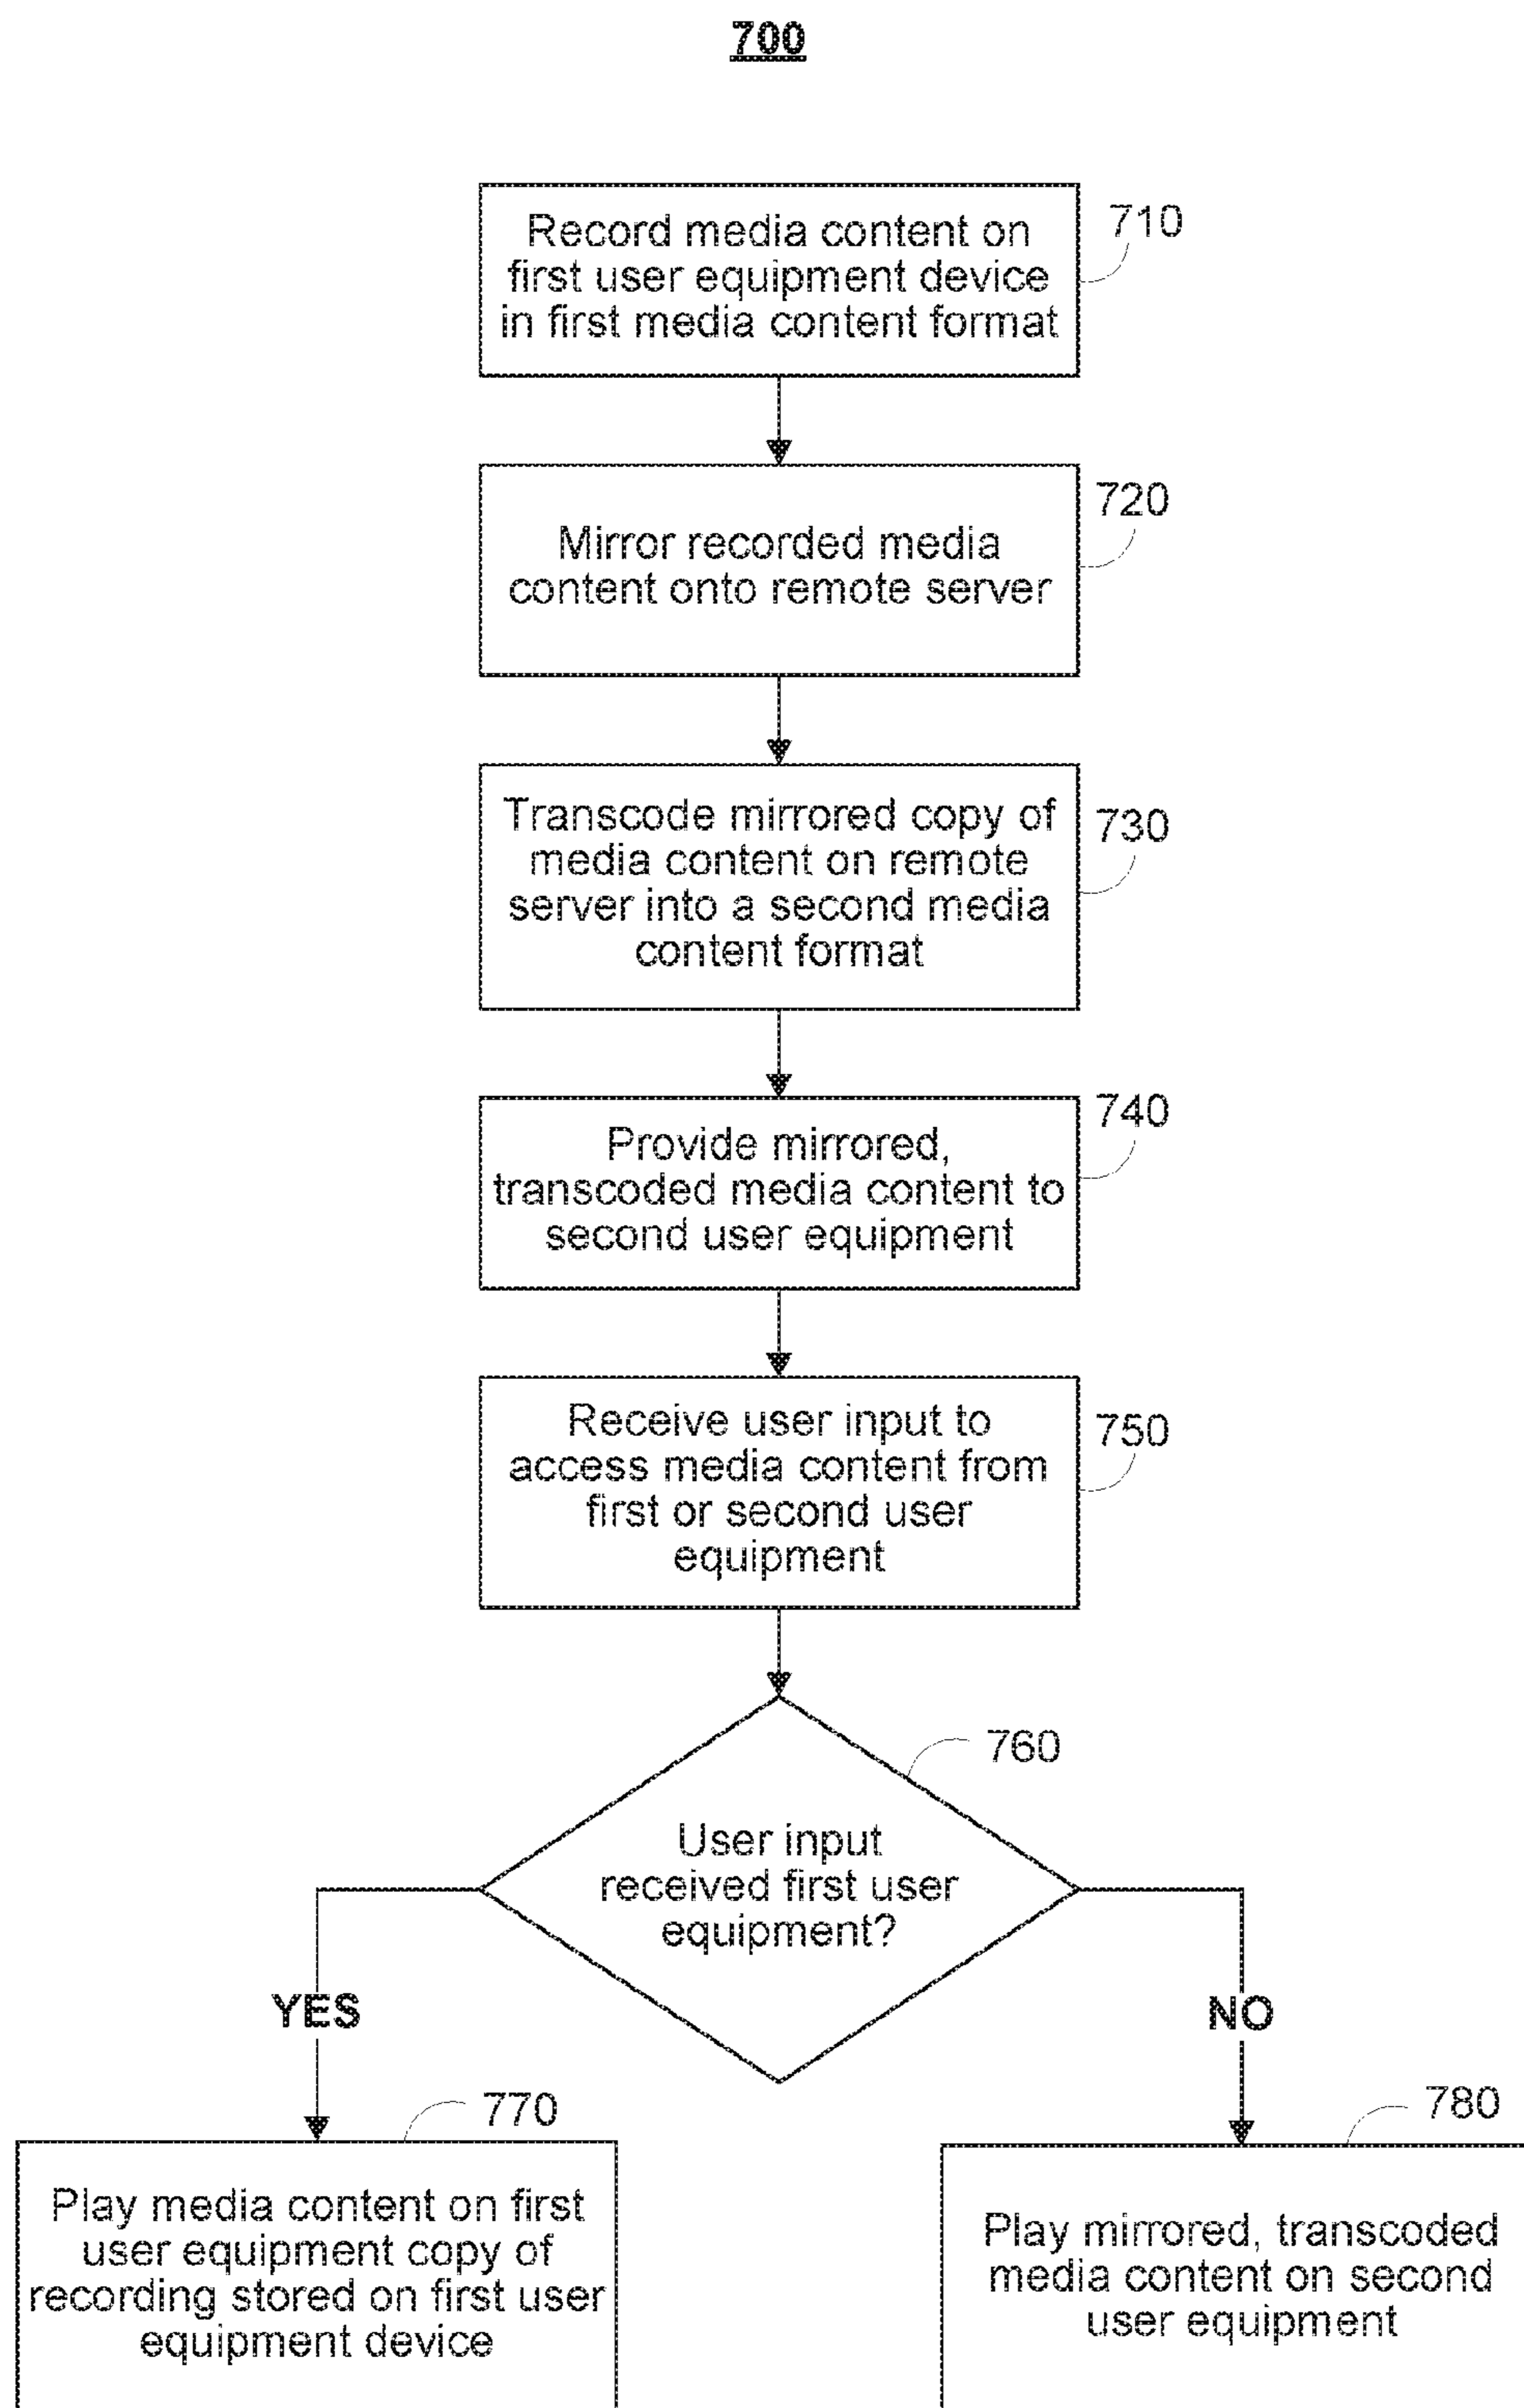 700
Record media content on
first user equipment device
in first media content format
710
Mirror recorded media
content onto remote server
720
Transcode mirrored copy of
media content on remote
server into a second media
content format
730
Provide mirrored,
transcoded media content to
second user equipment
740
Receive user input to
access media content from
first or second user
equipment
750
760
User input
received first user
equipment?
YES
NO
770
Play media content on first
user equipment copy of
recording stored on first user
equipment device
780
Play mirrored, transcoded
media content on second
user equipment